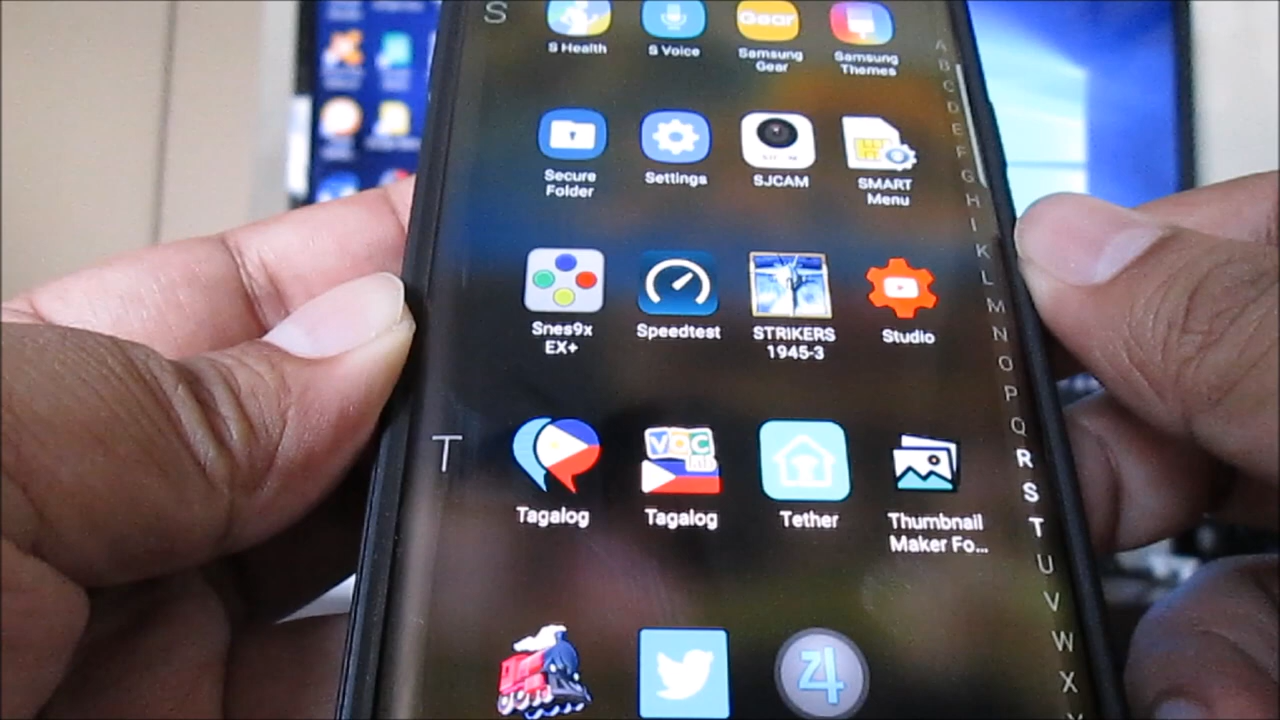 S
S Health
S Voice
Gear
Samsung
Gear
Samsung
Themes
Secure
Folder
Settings
SJCAM
SMART
Menu
Snes9x
EX+
Speedtest
STRIKERS
1945-3
Studio
T
VOC
Tagalog
Tagalog
Tether
Thumbnail
Maker Fo...
A
B
C
D
E
F
G
H
I
K
L
M
N
O
P
Q
R
S
T
U
V
W
X